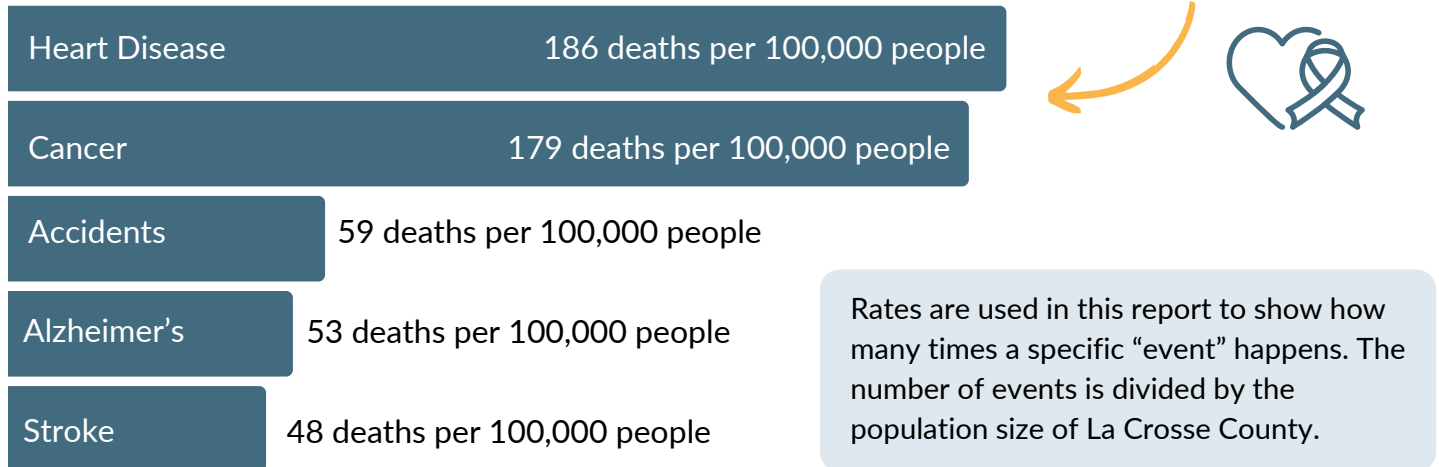 Heart Disease 186 deaths per 100,000 people
Cancer 179 deaths per 100,000 people
Accidents 59 deaths per 100,000 people
Alzheimer’s 53 deaths per 100,000 people
Stroke 48 deaths per 100,000 people
Rates are used in this report to show how
many times a specific “event” happens. The
number of events is divided by the
population size of La Crosse County.